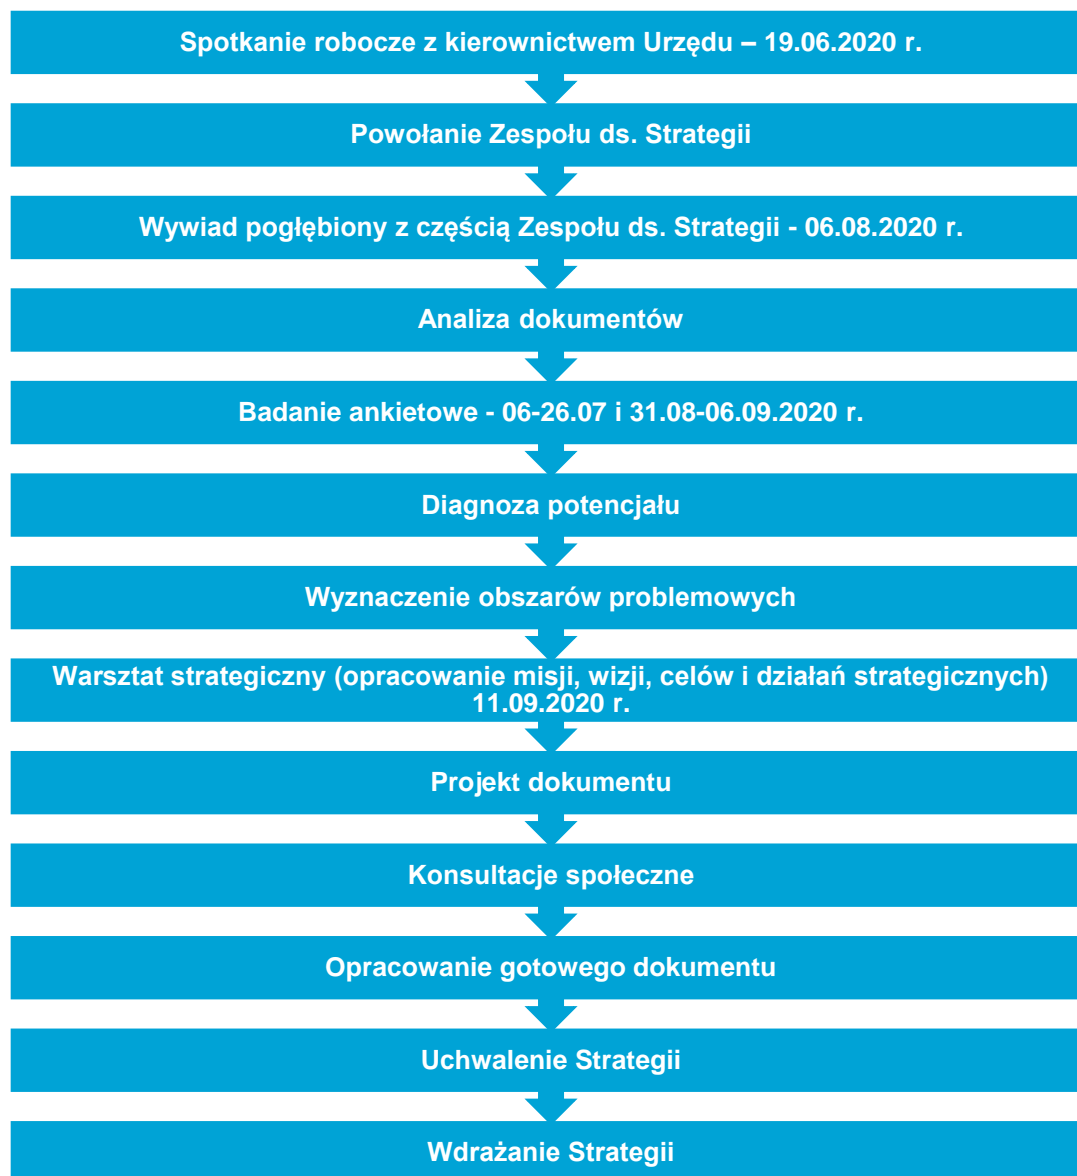 Spotkanie robocze z kierownictwem Urzędu – 19.06.2020 r.
Powołanie Zespołu ds. Strategii
Wywiad pogłębiony z częścią Zespołu ds. Strategii - 06.08.2020 r.
Analiza dokumentów
Badanie ankietowe - 06-26.07 i 31.08-06.09.2020 r.
Diagnoza potencjału
Wyznaczenie obszarów problemowych
Warsztat strategiczny (opracowanie misji, wizji, celów i działań strategicznych)
11.09.2020 r.
Projekt dokumentu
Konsultacje społeczne
Opracowanie gotowego dokumentu
Uchwalenie Strategii
Wdrażanie Strategii